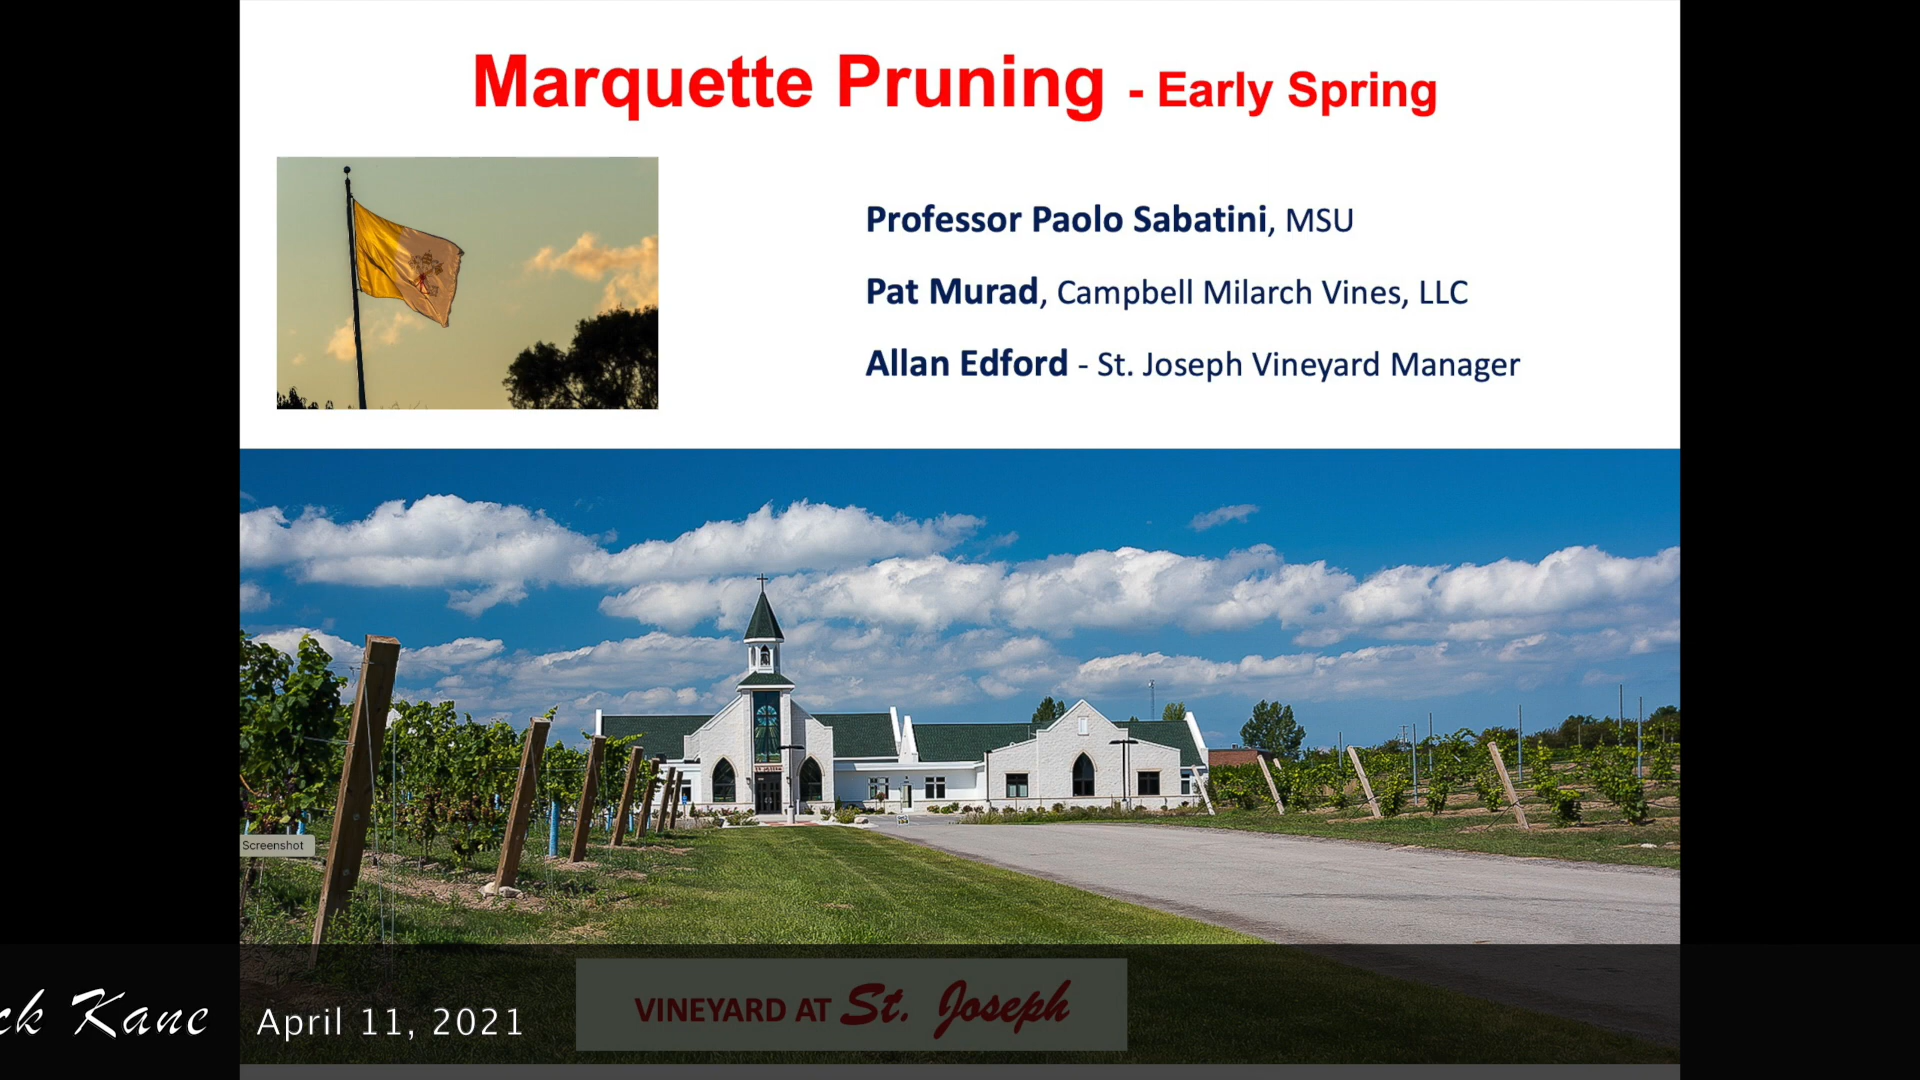 Marquette Pruning - Early Spring
Professor Paolo Sabatini, MSU
Pat Murad, Campbell Milarch Vines, LLC
Allan Edford - St. Joseph Vineyard Manager
Screenshot
VINEYARD AT St. Joseph
ck Kane April 11, 2021